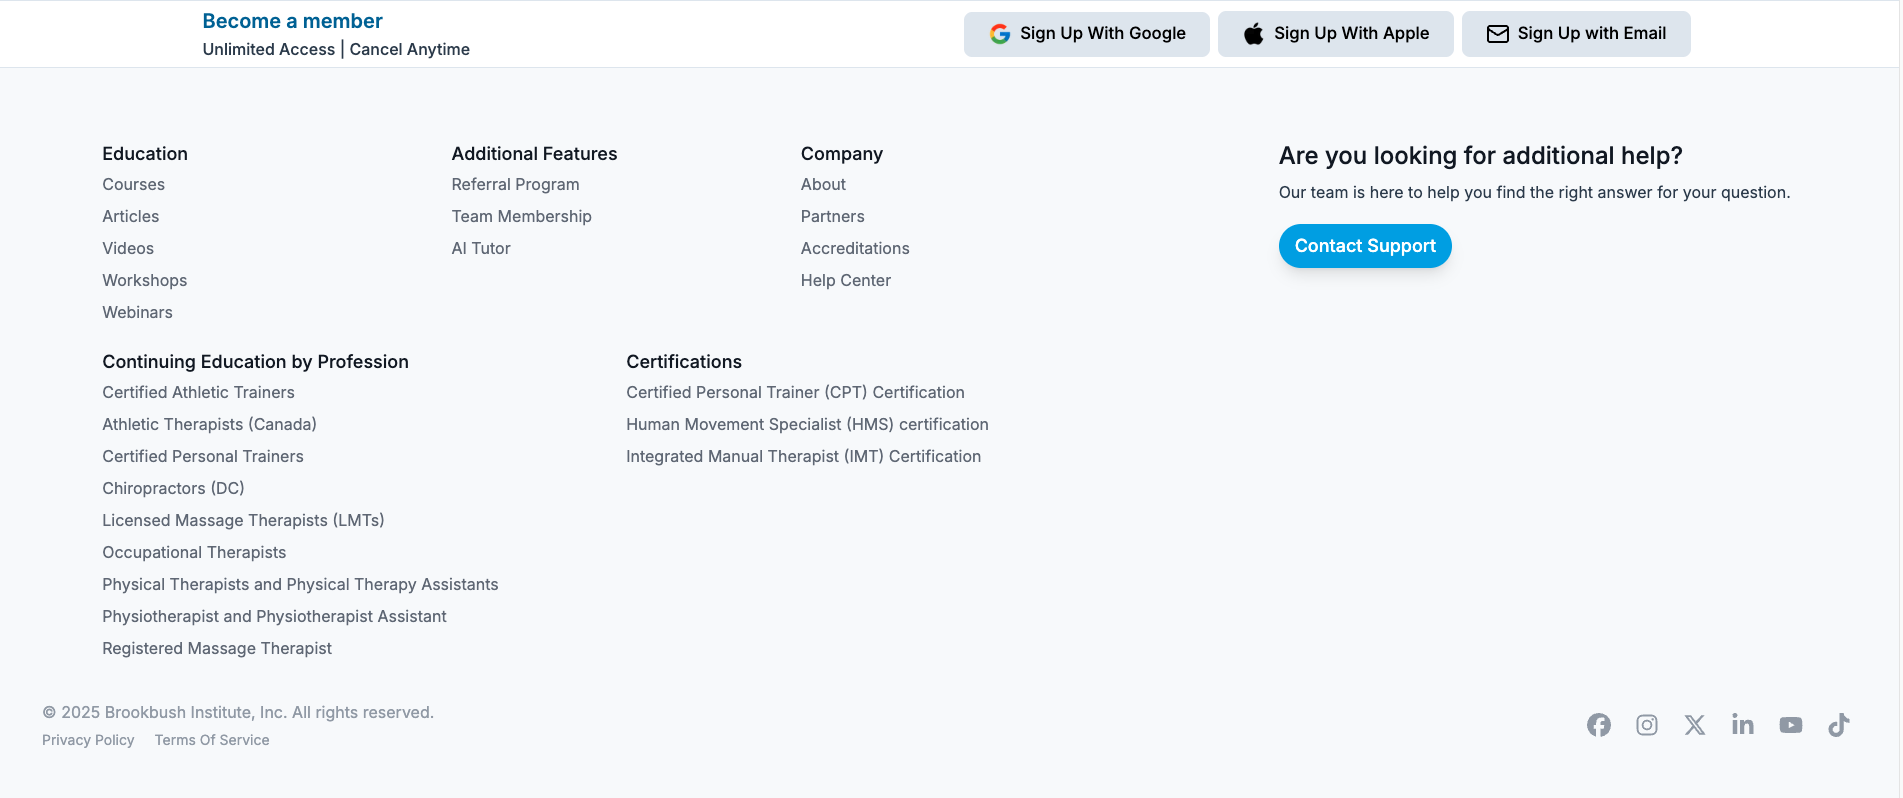 Become a member
Unlimited Access | Cancel Anytime
Sign Up With Google
Sign Up With Apple
Sign Up with Email
Education
Courses
Articles
Videos
Workshops
Webinars
Additional Features
Referral Program
Team Membership
AI Tutor
Company
About
Partners
Accreditations
Help Center
Are you looking for additional help?
Our team is here to help you find the right answer for your question.
Contact Support
Continuing Education by Profession
Certified Athletic Trainers
Athletic Therapists (Canada)
Certified Personal Trainers
Chiropractors (DC)
Licensed Massage Therapists (LMTs)
Occupational Therapists
Physical Therapists and Physical Therapy Assistants
Physiotherapist and Physiotherapist Assistant
Registered Massage Therapist
Certifications
Certified Personal Trainer (CPT) Certification
Human Movement Specialist (HMS) certification
Integrated Manual Therapist (IMT) Certification
© 2025 Brookbush Institute, Inc. All rights reserved.
Privacy Policy
Terms Of Service